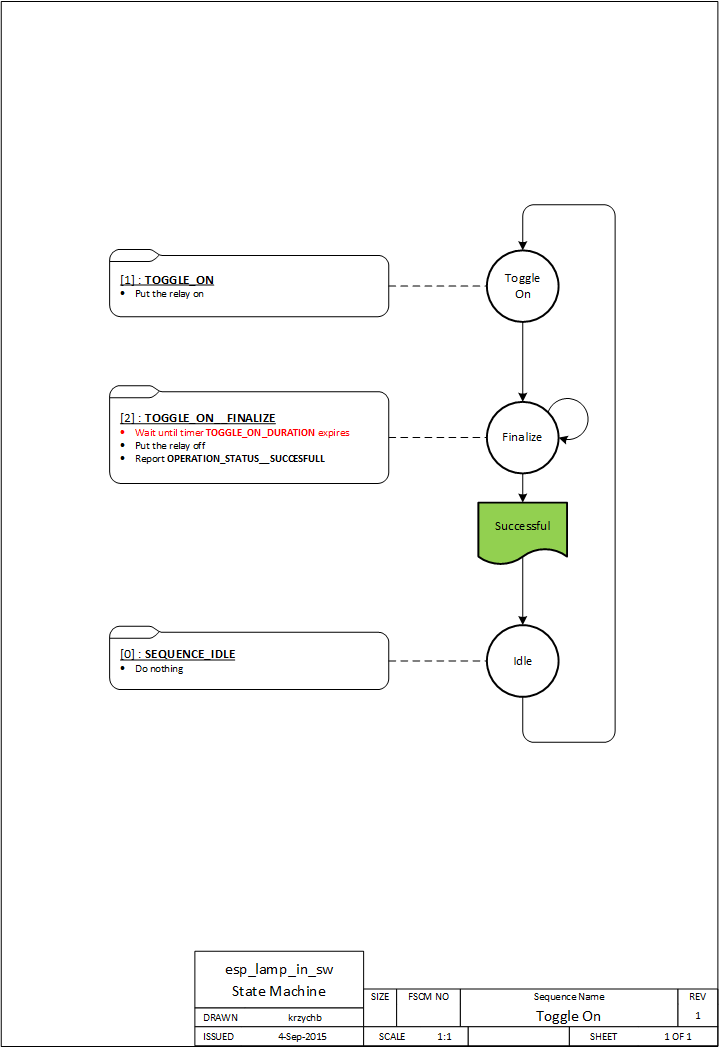 [1] : TOGGLE_ON
• Put the relay on
Toggle
On
[2] : TOGGLE_ON__FINALIZE
• Wait until timer TOGGLE_ON_DURATION expires
• Put the relay off
• Report OPERATION_STATUS__SUCCESFULL
Finalize
Successful
[0] : SEQUENCE_IDLE
• Do nothing
Idle
esp_lamp_in_sw
State Machine
DRAWN krzychb
ISSUED 4-Sep-2015
SIZE FSCM NO Sequence Name REV
Toggle On 1
SCALE 1:1 SHEET 1 OF 1